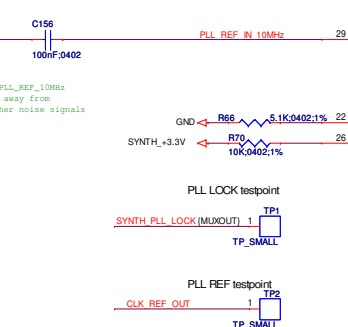 C156
PLL_REF_IN_10MHz 29
100nF;0402
PLL_REF_10MHz
away from
her noise signals
GND R66 5.1K;0402;1% 22
SYNTH_+3.3V R70 26
10K;0402;1%
PLL LOCK testpoint
TP1
SYNTH_PLL_LOCK{MUXOUT} 1
TP_SMALL
PLL REF testpoint
TP2
CLK_REF_OUT 1
TP_SMALL